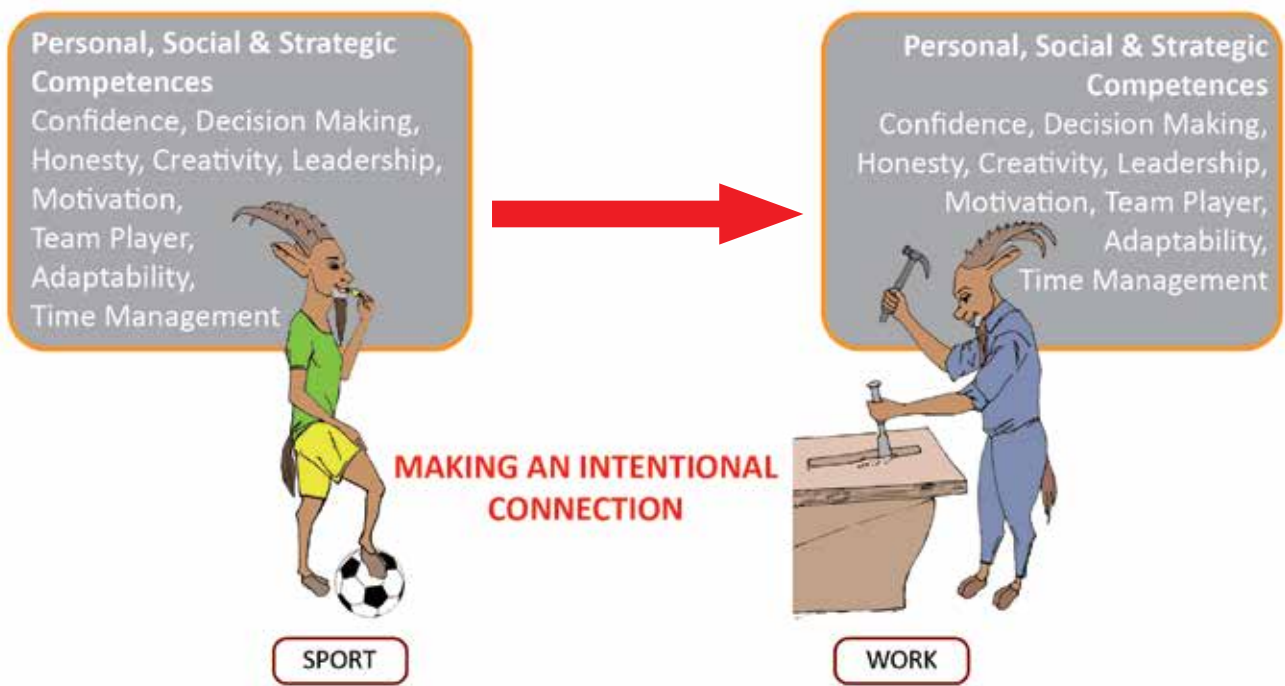 Personal, Social & Strategic
Competences
Confidence, Decision Making,
Honesty, Creativity, Leadership,
Motivation,
Team Player,
Adaptability,
Time Management
Personal, Social & Strategic
Competences
Confidence, Decision Making,
Honesty, Creativity, Leadership,
Motivation, Team Player,
Adaptability,
Time Management
MAKING AN INTENTIONAL
CONNECTION
SPORT
WORK